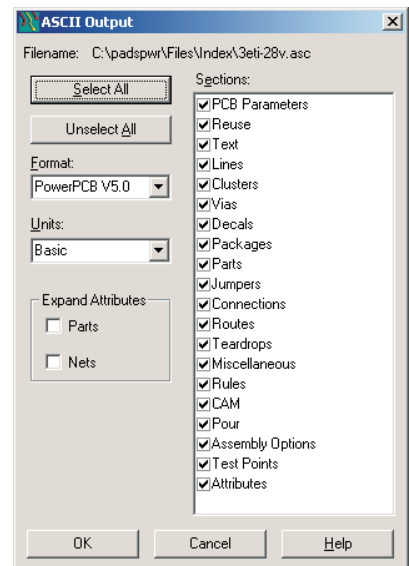 ASCII Output
Filename: C:\padspwr\Files\Index\3eti-28v.asc
Select All
Unselect All
Format:
PowerPCB V5.0
Units:
Basic
Expand Attributes
Parts
Nets
Sections:
PCB Parameters
Reuse
Text
Lines
Clusters
Vias
Decals
Packages
Parts
Jumpers
Connections
Routes
Teardrops
Miscellaneous
Rules
CAM
Pour
Assembly Options
Test Points
Attributes
OK
Cancel
Help